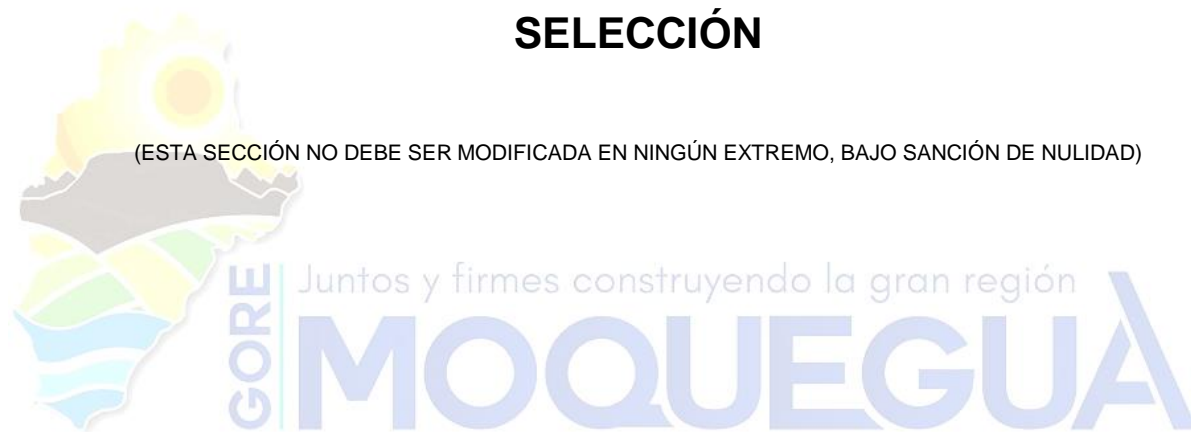 SELECCIÓN
(ESTA SECCIÓN NO DEBE SER MODIFICADA EN NINGÚN EXTREMO, BAJO SANCIÓN DE NULIDAD)
GORE
Juntos y firmes construyendo la gran región
MOQUEGUA